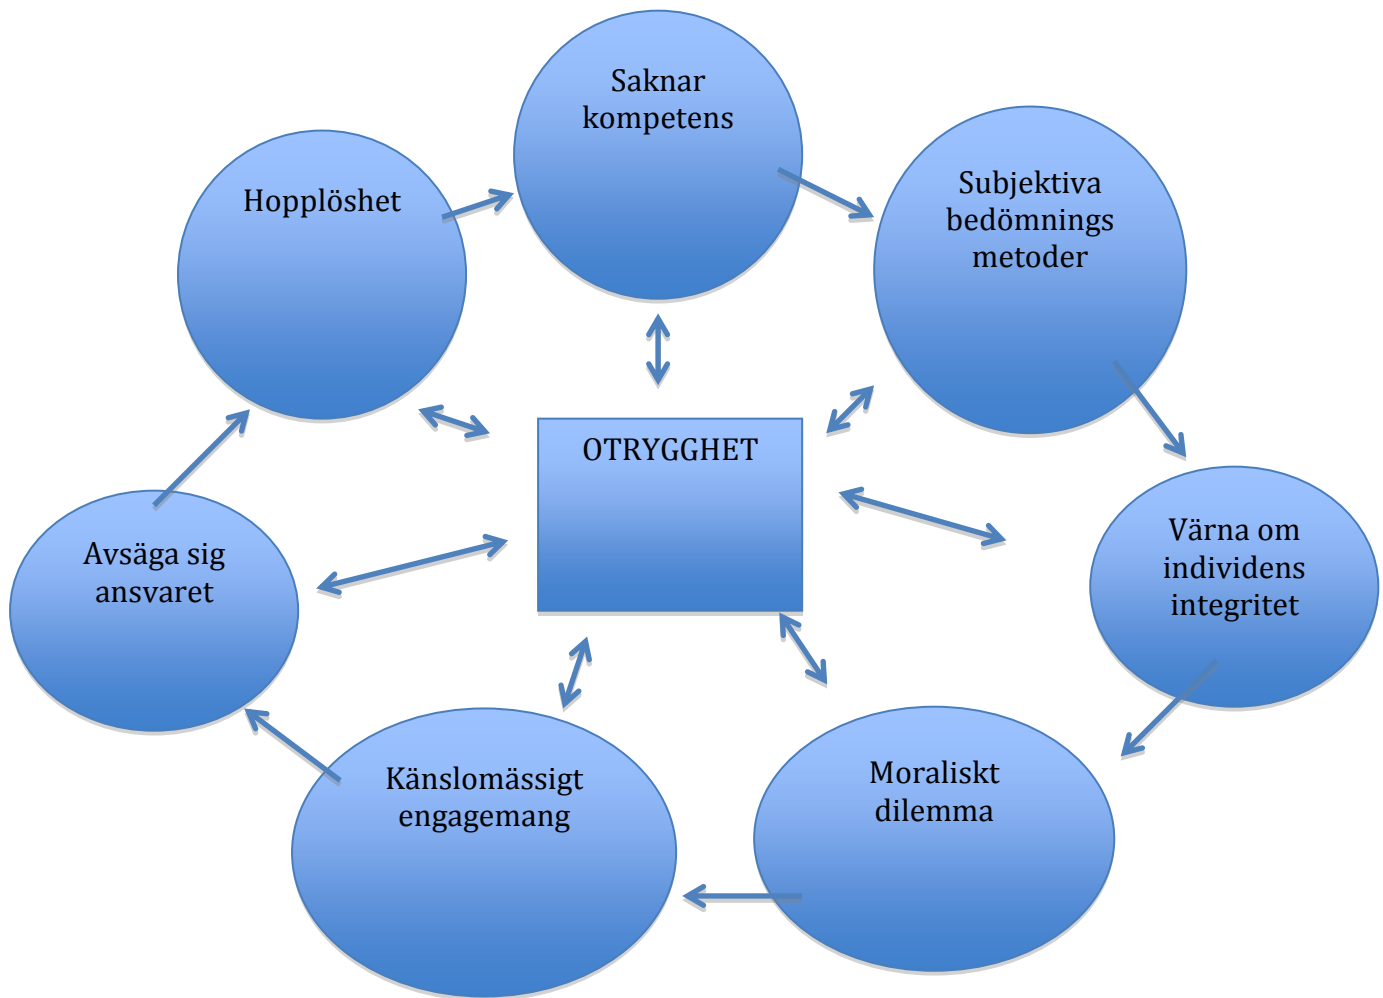 Saknar
kompetens
Subjektiva
bedömnings
metoder
Hopplöshet
OTRYGGHET
Värna om
individens
integritet
Avsäga sig
ansvaret
Moraliskt
dilemma
Känslomässigt
engagemang